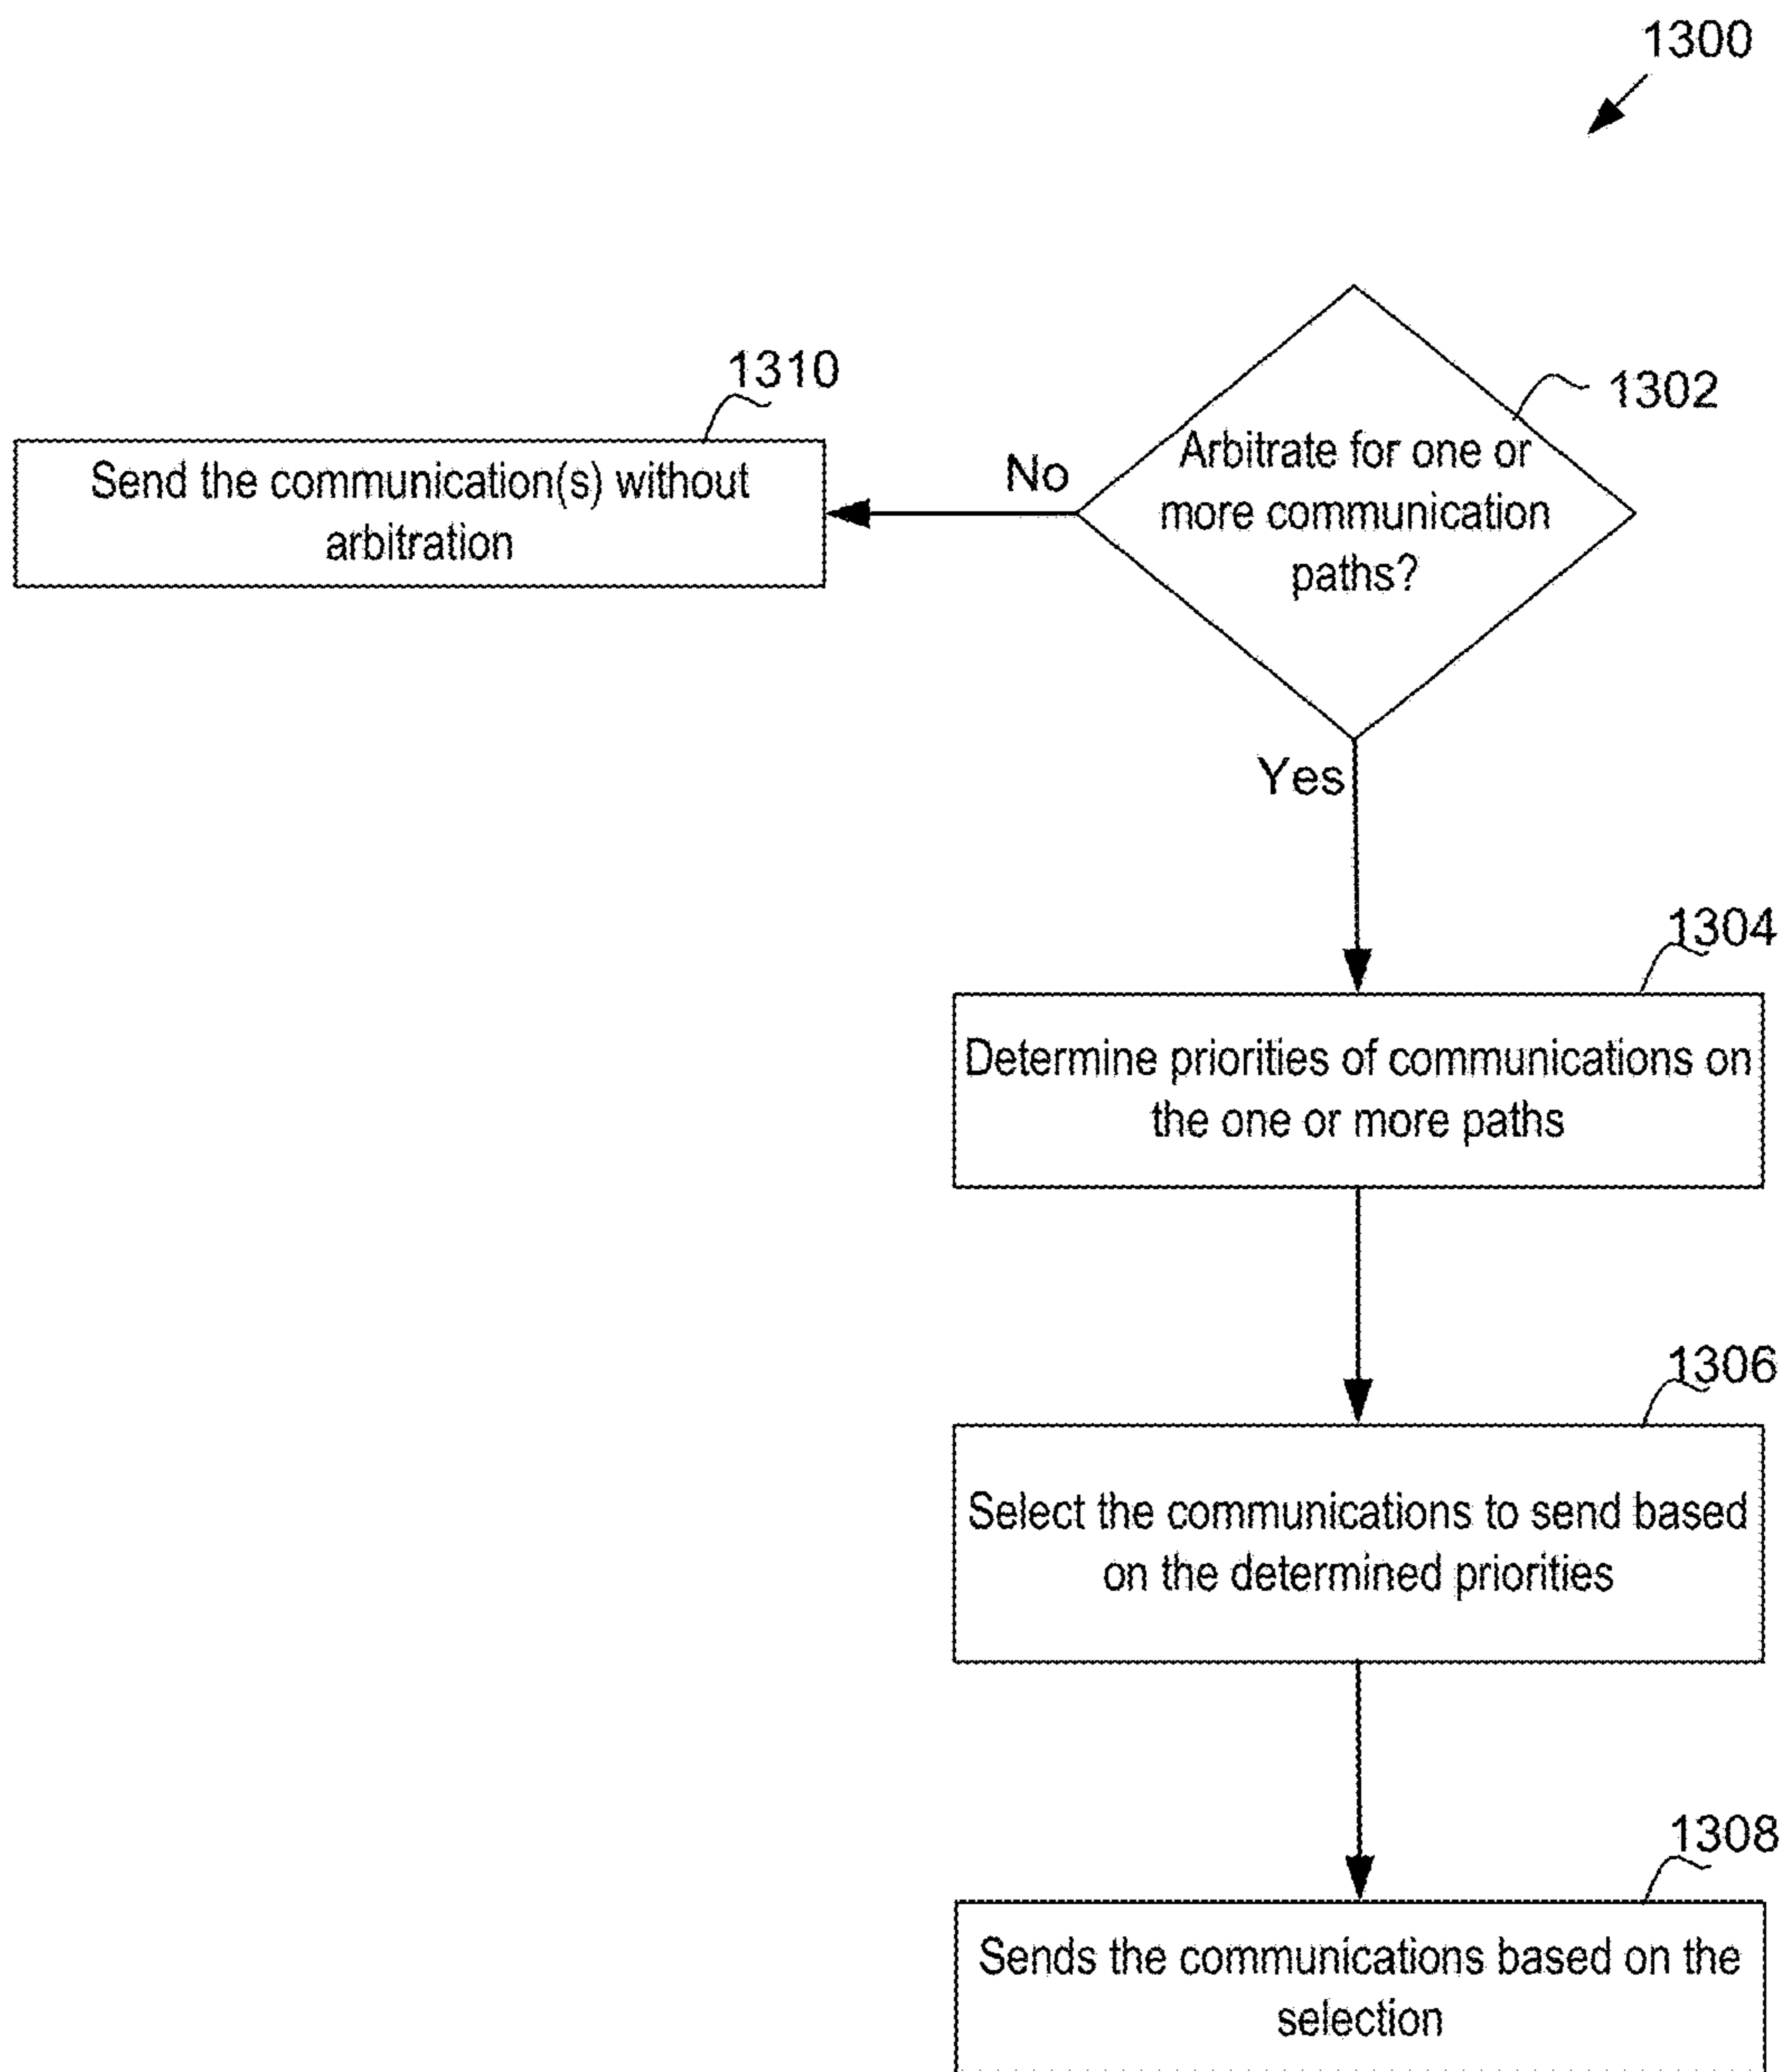 1300
1310
1302
Send the communication(s) without
arbitration
No
Arbitrate for one or
more communication
paths?
Yes
1304
Determine priorities of communications on
the one or more paths
1306
Select the communications to send based
on the determined priorities
1308
Sends the communications based on the
selection